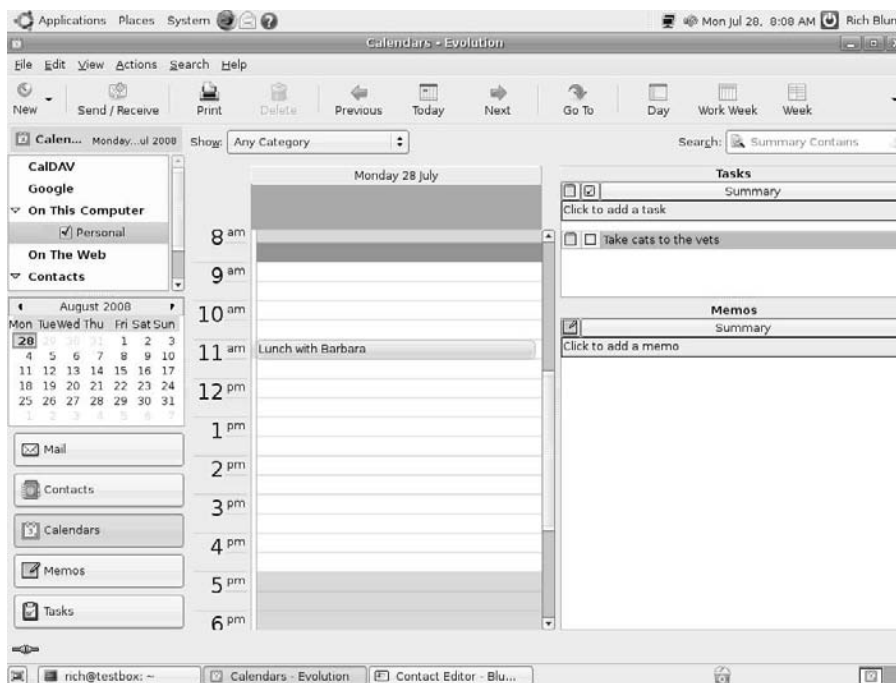 Applications Places System Mon Jul 28, 8:08 AM Rich Blum
Calendars - Evolution
File Edit View Actions Search Help
New Send / Receive Print Delete Previous Today Next Go To Day Work Week Week
Calen... Monday...ul 2008 Show: Any Category Search: Summary Contains
CalDAV
Google
On This Computer
Personal
On The Web
Contacts
August 2008
Mon Tue Wed Thu Fri Sat Sun
28 29 30 31 1 2 3
4 5 6 7 8 9 10
11 12 13 14 15 16 17
18 19 20 21 22 23 24
25 26 27 28 29 30 31
1 2 3 4 5 6 7
Mail
Contacts
Calendars
Memos
Tasks
Monday 28 July
8 am
9 am
10 am
11 am Lunch with Barbara
12 pm
1 pm
2 pm
3 pm
4 pm
5 pm
6 pm
Tasks
Summary
Click to add a task
Take cats to the vets
Memos
Summary
Click to add a memo
rich@testbox: ~ Calendars - Evolution Contact Editor - Blu...